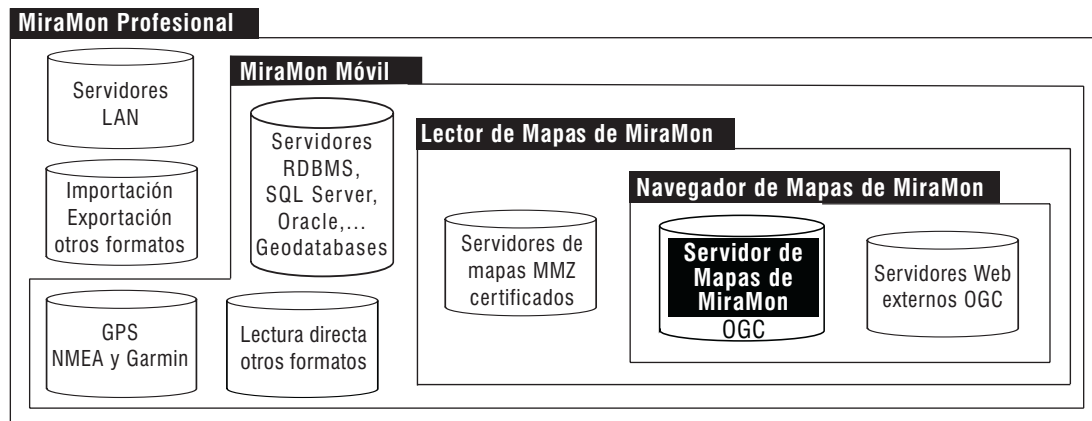 MiraMon Profesional
Servidores
LAN
Importación
Exportación
otros formatos
MiraMon Móvil
Servidores
RDBMS,
SQL Server,
Oracle,...
Geodatabases
GPS
NMEA y Garmin
Lectura directa
otros formatos
Lector de Mapas de MiraMon
Servidores de
mapas MMZ
certificados
Navegador de Mapas de MiraMon
Servidor de
Mapas de
MiraMon
OGC
Servidores Web
externos OGC